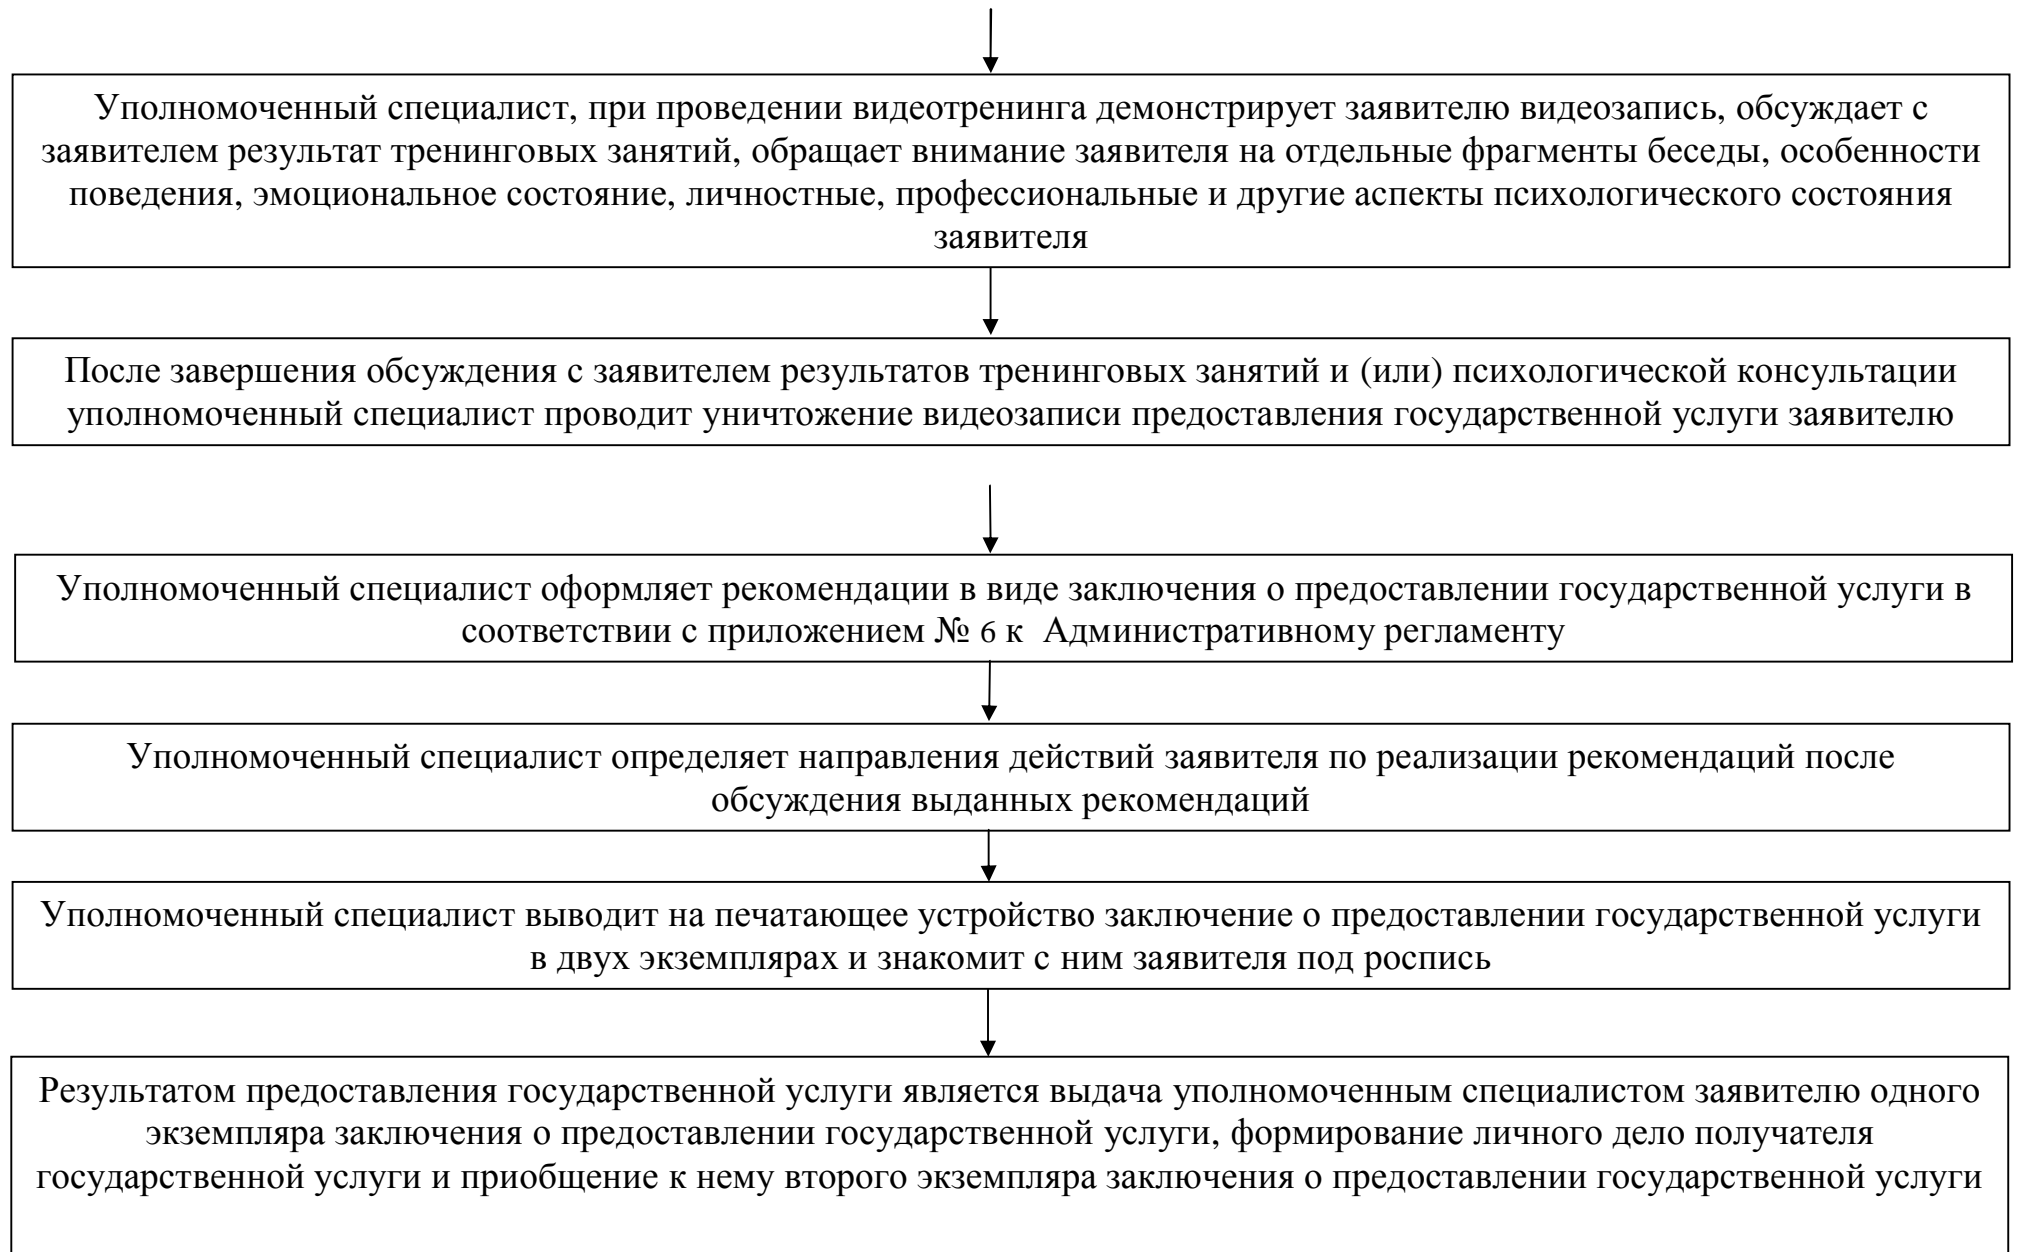 Уполномоченный специалист, при проведении видеотренинга демонстрирует заявителю видеозапись, обсуждает с
заявителем результат тренинговых занятий, обращает внимание заявителя на отдельные фрагменты беседы, особенности
поведения, эмоциональное состояние, личностные, профессиональные и другие аспекты психологического состояния
заявителя
После завершения обсуждения с заявителем результатов тренинговых занятий и (или) психологической консультации
уполномоченный специалист проводит уничтожение видеозаписи предоставления государственной услуги заявителю
Уполномоченный специалист оформляет рекомендации в виде заключения о предоставлении государственной услуги в
соответствии с приложением № 6 к  Административному регламенту
Уполномоченный специалист определяет направления действий заявителя по реализации рекомендаций после
обсуждения выданных рекомендаций
Уполномоченный специалист выводит на печатающее устройство заключение о предоставлении государственной услуги
в двух экземплярах и знакомит с ним заявителя под роспись
Результатом предоставления государственной услуги является выдача уполномоченным специалистом заявителю одного
экземпляра заключения о предоставлении государственной услуги, формирование личного дело получателя
государственной услуги и приобщение к нему второго экземпляра заключения о предоставлении государственной услуги